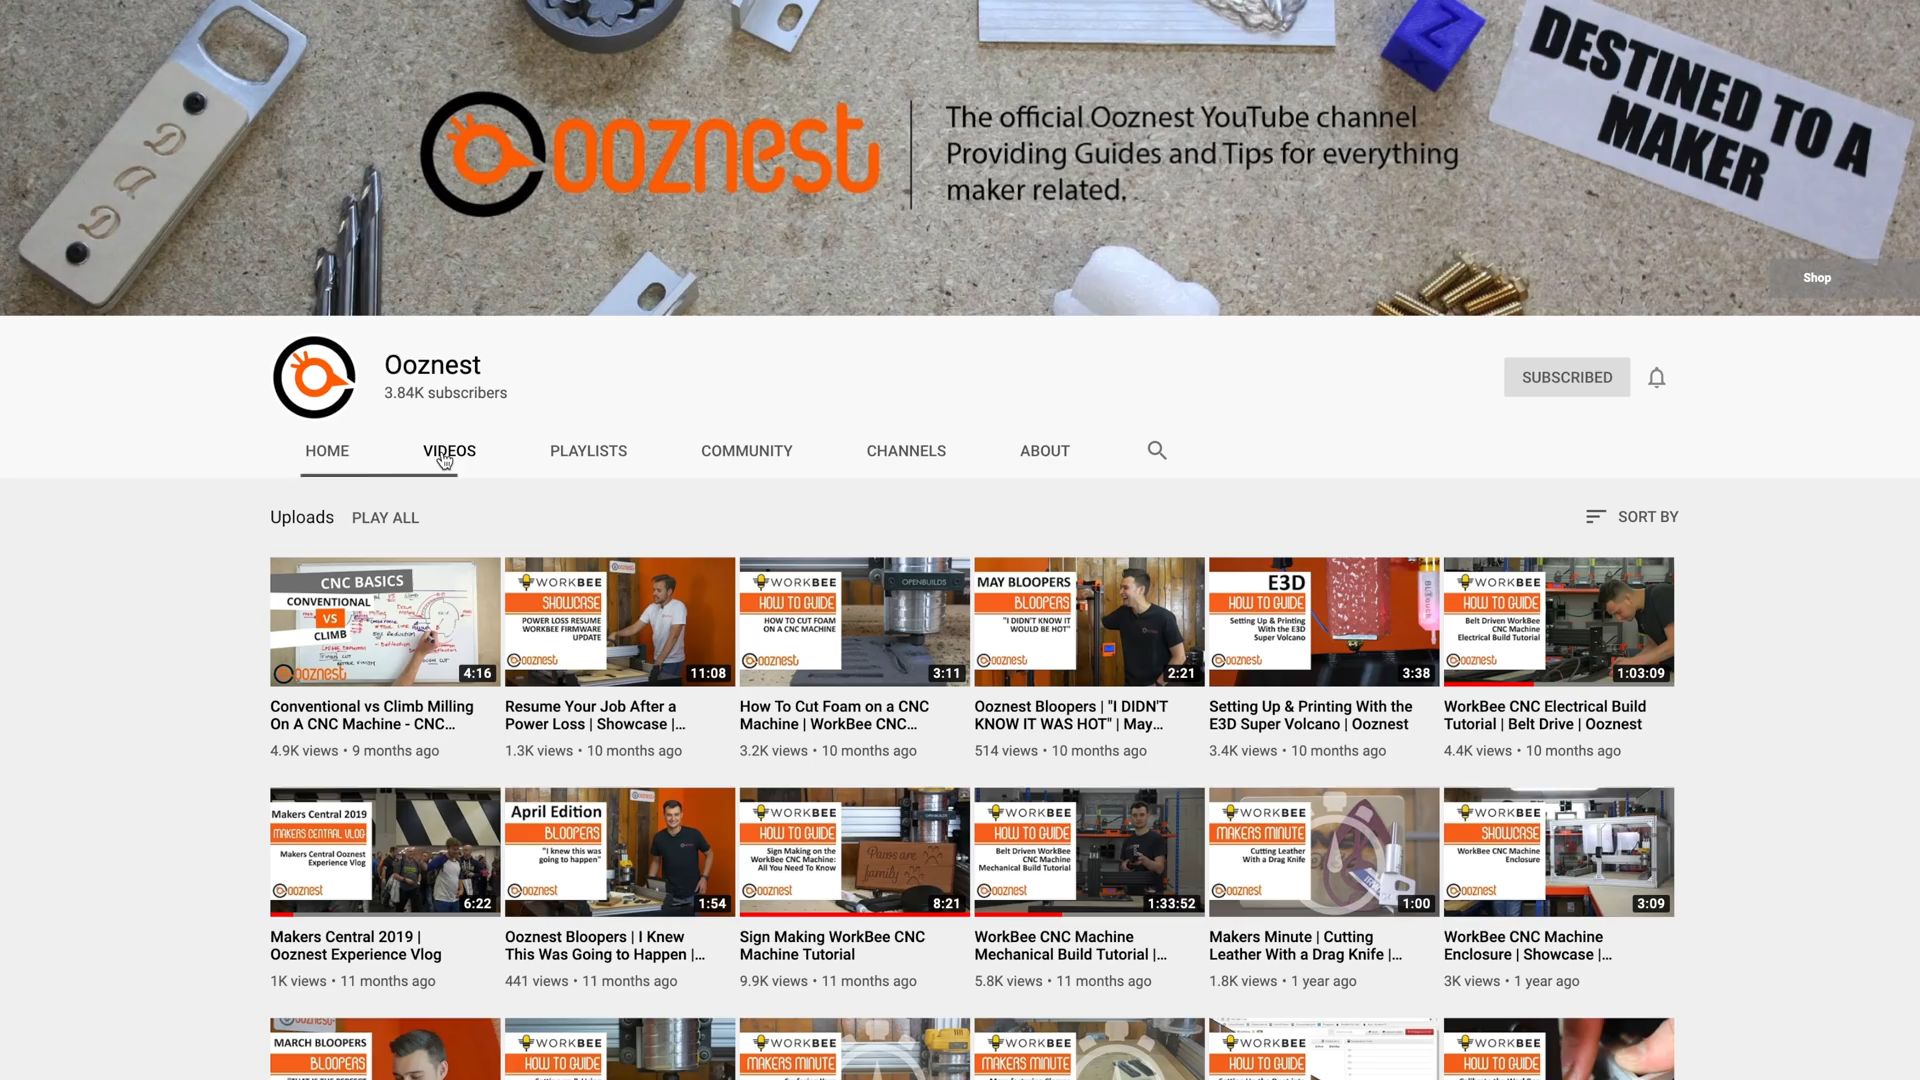 DAD
Z
X
DESTINED TO A
MAKER
ooznest
The official Ooznest YouTube channel
Providing Guides and Tips for everything
maker related.
Shop
Ooznest
3.84K subscribers
SUBSCRIBED
HOME VIDEOS PLAYLISTS COMMUNITY CHANNELS ABOUT
Uploads PLAY ALL
SORT BY
CNC BASICS
CONVENTIONAL
VS
CLIMB
ooznest
4:16
WORKBEE
SHOWCASE
POWER LOSS RESUME
WORKBEE FIRMWARE
UPDATE
ooznest
11:08
WORKBEE
HOW TO GUIDE
HOW TO CUT FOAM
ON A CNC MACHINE
ooznest
OPENBUILDS
3:11
MAY BLOOPERS
BLOOPERS
"I DIDN'T KNOW IT
WOULD BE HOT"
ooznest
2:21
E3D
HOW TO GUIDE
Setting Up & Printing
With the E3D
Super Volcano
ooznest
3:38
WORKBEE
HOW TO GUIDE
Belt Driven WorkBee
CNC Machine
Electrical Build Tutorial
ooznest
1:03:09
Conventional vs Climb Milling
On A CNC Machine - CNC...
4.9K views • 9 months ago
Resume Your Job After a
Power Loss | Showcase |...
1.3K views • 10 months ago
How To Cut Foam on a CNC
Machine | WorkBee CNC...
3.2K views • 10 months ago
Ooznest Bloopers | "I DIDN'T
KNOW IT WAS HOT" | May...
514 views • 10 months ago
Setting Up & Printing With the
E3D Super Volcano | Ooznest
3.4K views • 10 months ago
WorkBee CNC Electrical Build
Tutorial | Belt Drive | Ooznest
4.4K views • 10 months ago
Makers Central 2019
MAKERS CENTRAL VLOG
Makers Central Ooznest
Experience Vlog
ooznest
6:22
April Edition
BLOOPERS
"I knew this was
going to happen"
ooznest
1:54
WORKBEE
HOW TO GUIDE
Sign Making on the
WorkBee CNC Machine:
All You Need To Know
ooznest
Paws are
family
8:21
WORKBEE
HOW TO GUIDE
Belt Driven WorkBee
CNC Machine
Mechanical Build Tutorial
ooznest
1:33:52
WORKBEE
MAKERS MINUTE
Cutting Leather
With a Drag Knife
ooznest
1:00
WORKBEE
SHOWCASE
WorkBee CNC Machine
Enclosure
ooznest
3:09
Makers Central 2019 |
Ooznest Experience Vlog
1K views • 11 months ago
Ooznest Bloopers | I Knew
This Was Going to Happen |...
441 views • 11 months ago
Sign Making WorkBee CNC
Machine Tutorial
9.9K views • 11 months ago
WorkBee CNC Machine
Mechanical Build Tutorial |...
5.8K views • 11 months ago
Makers Minute | Cutting
Leather With a Drag Knife |...
1.8K views • 1 year ago
WorkBee CNC Machine
Enclosure | Showcase |...
3K views • 1 year ago
MARCH BLOOPERS
BLOOPERS
WORKBEE
HOW TO GUIDE
WORKBEE
MAKERS MINUTE
WORKBEE
MAKERS MINUTE
WORKBEE
HOW TO GUIDE
WORKBEE
HOW TO GUIDE